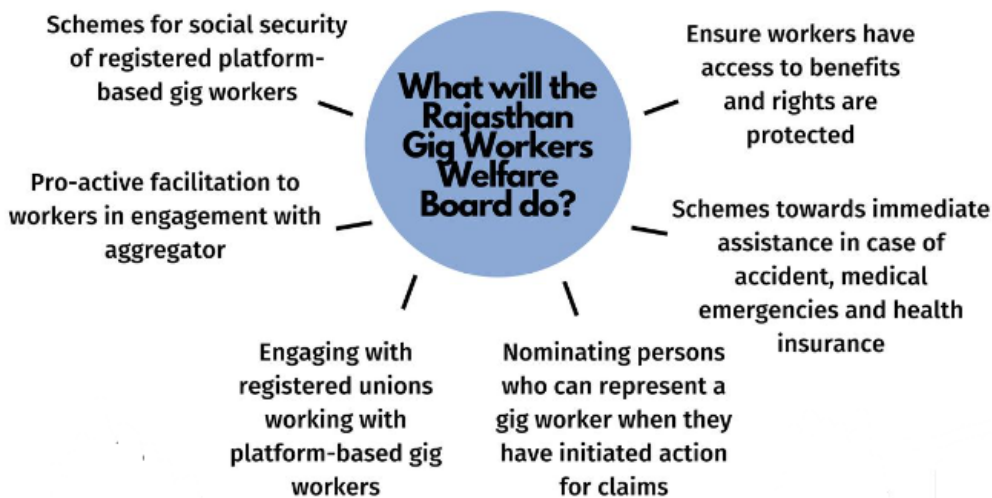 What will the
Rajasthan
Gig Workers
Welfare
Board do?
Schemes for social security
of registered platform-
based gig workers
Pro-active facilitation to
workers in engagement with
aggregator
Engaging with
registered unions
working with
platform-based gig
workers
Nominating persons
who can represent a
gig worker when they
have initiated action
for claims
Schemes towards immediate
assistance in case of
accident, medical
emergencies and health
insurance
Ensure workers have
access to benefits
and rights are
protected